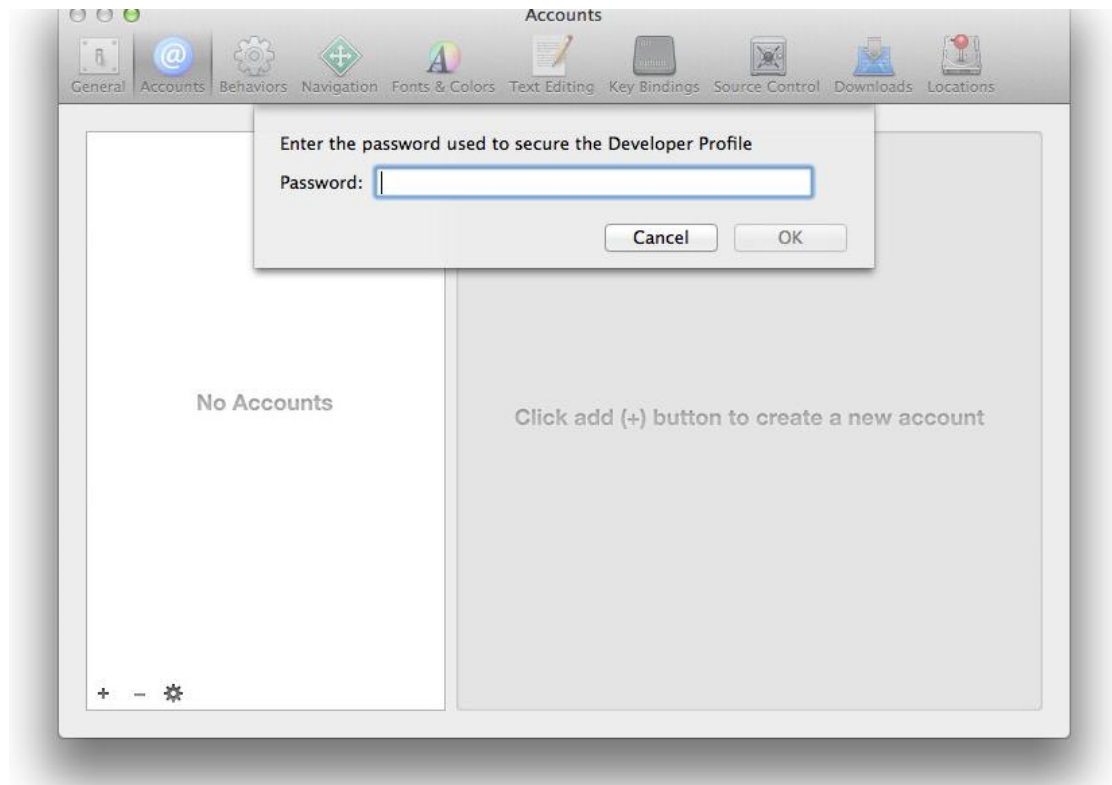 Accounts
General Accounts Behaviors Navigation Fonts & Colors Text Editing Key Bindings Source Control Downloads Locations
Enter the password used to secure the Developer Profile
Password:
Cancel OK
No Accounts
Click add (+) button to create a new account